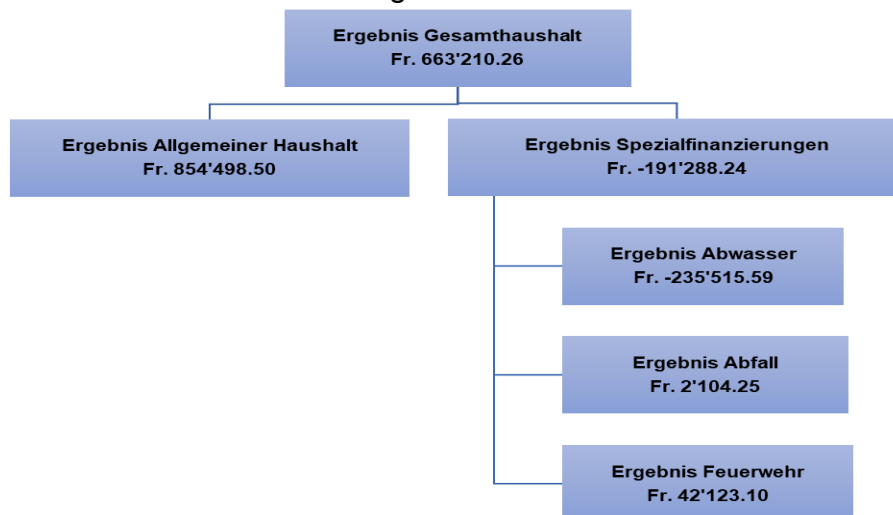 Ergebnis Gesamthaushalt
Fr. 663'210.26
Ergebnis Allgemeiner Haushalt
Fr. 854'498.50
Ergebnis Spezialfinanzierungen
Fr. -191'288.24
Ergebnis Abwasser
Fr. -235'515.59
Ergebnis Abfall
Fr. 2'104.25
Ergebnis Feuerwehr
Fr. 42'123.10